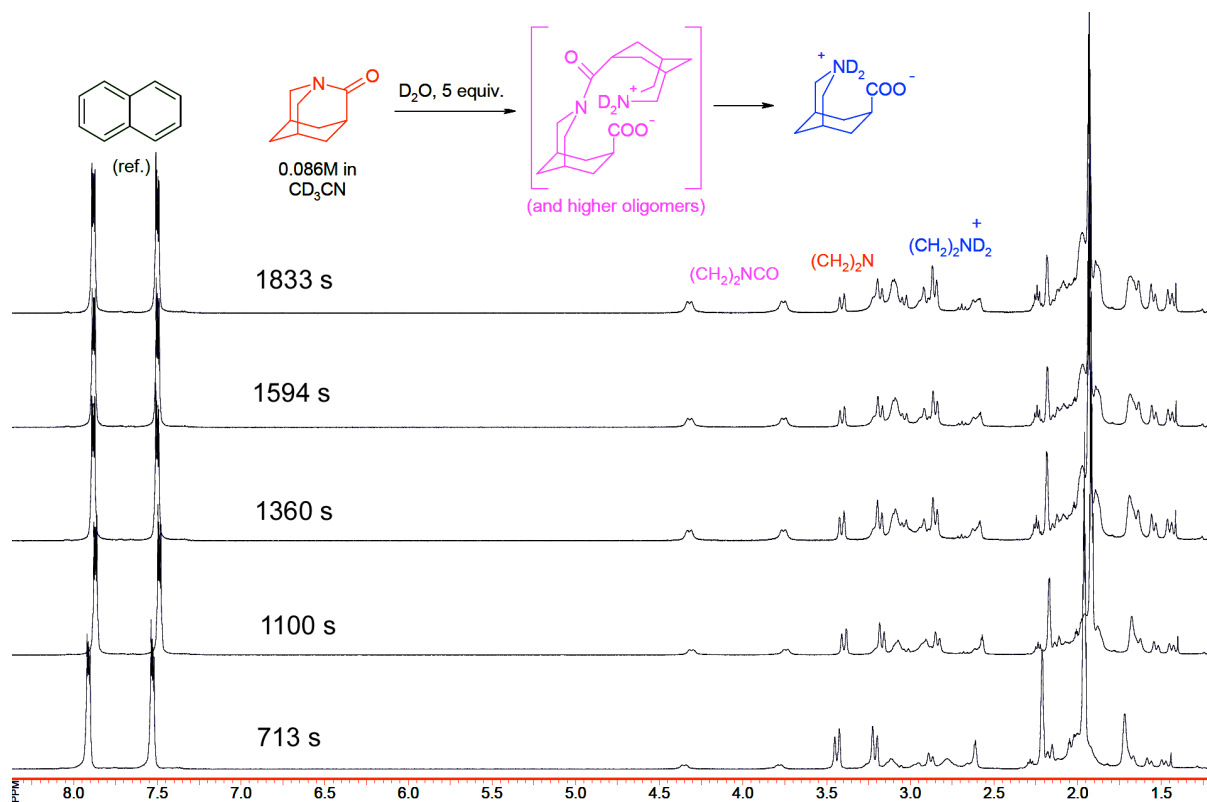 N
O
D₂O, 5 equiv.
O
N
D₂N
+
COO⁻
(and higher oligomers)
+
ND₂
COO⁻
(ref.)
0.086M in
CD₃CN
(CH₂)₂NCO
(CH₂)₂N
(CH₂)₂ND₂
+
1833 s
1594 s
1360 s
1100 s
713 s
PPM 8.0 7.5 7.0 6.5 6.0 5.5 5.0 4.5 4.0 3.5 3.0 2.5 2.0 1.5